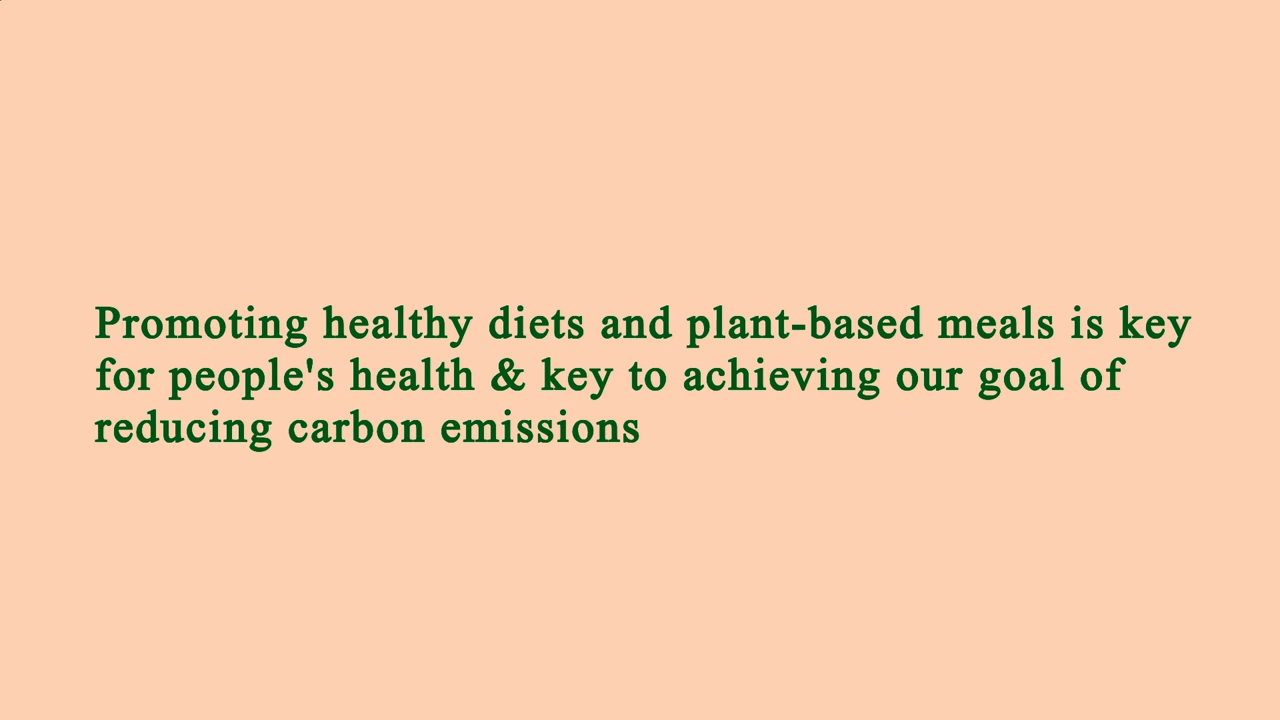 Promoting healthy diets and plant-based meals is key
for people's health & key to achieving our goal of
reducing carbon emissions